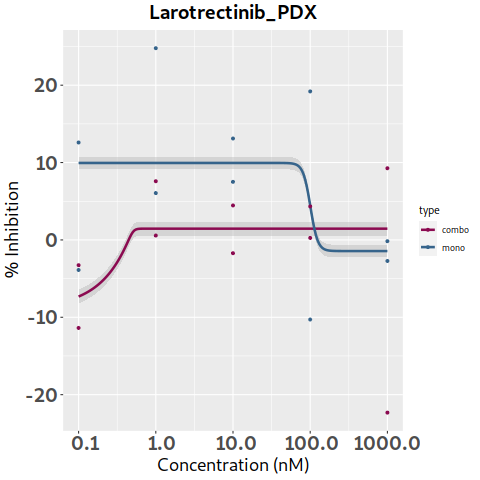 Larotrectinib_PDX
% Inhibition
20
10
0
-10
-20
0.1 1.0 10.0 100.0 1000.0
Concentration (nM)
type
combo
mono